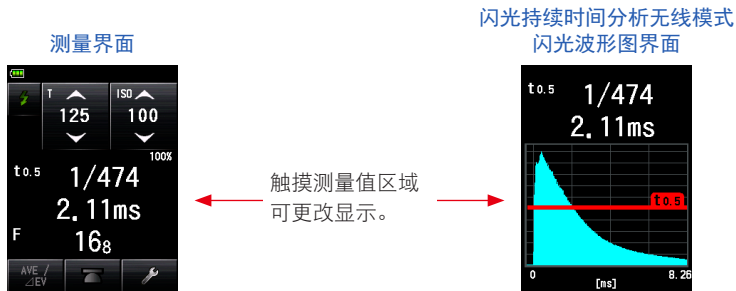 测量界面
闪光持续时间分析无线模式
闪光波形图界面
T
125
ISO
100
100%
t0.5 1/474
2.11ms
F 168
AVE /
⊿EV
触摸测量值区域
可更改显示。
t0.5 1/474
2.11ms
t0.5
0
[ms]
8.26